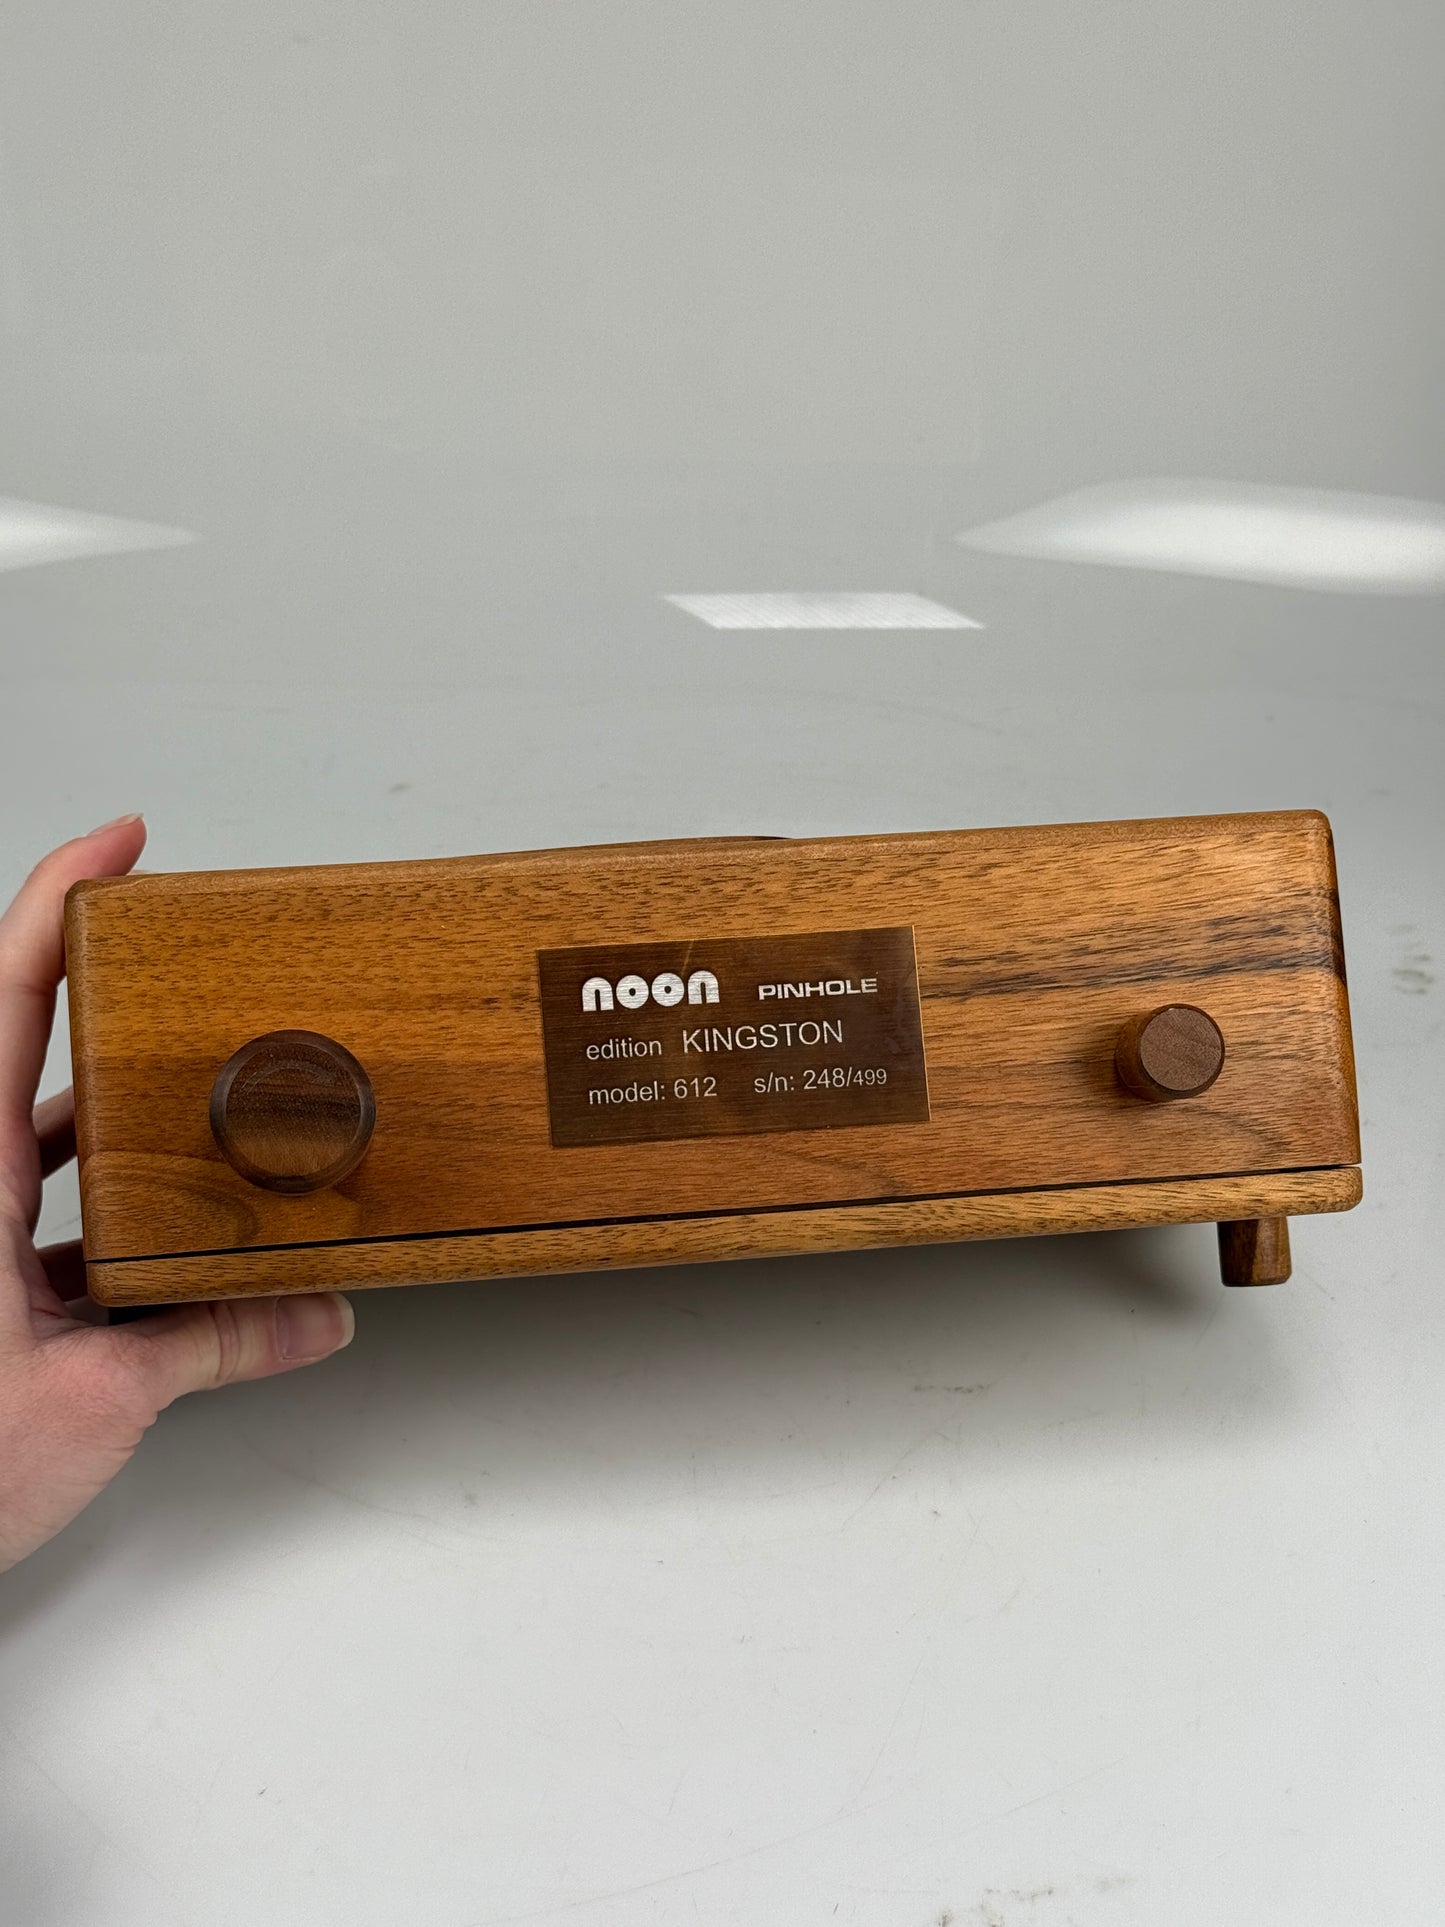 noon PINHOLE
edition KINGSTON
model: 612 s/n: 248/499